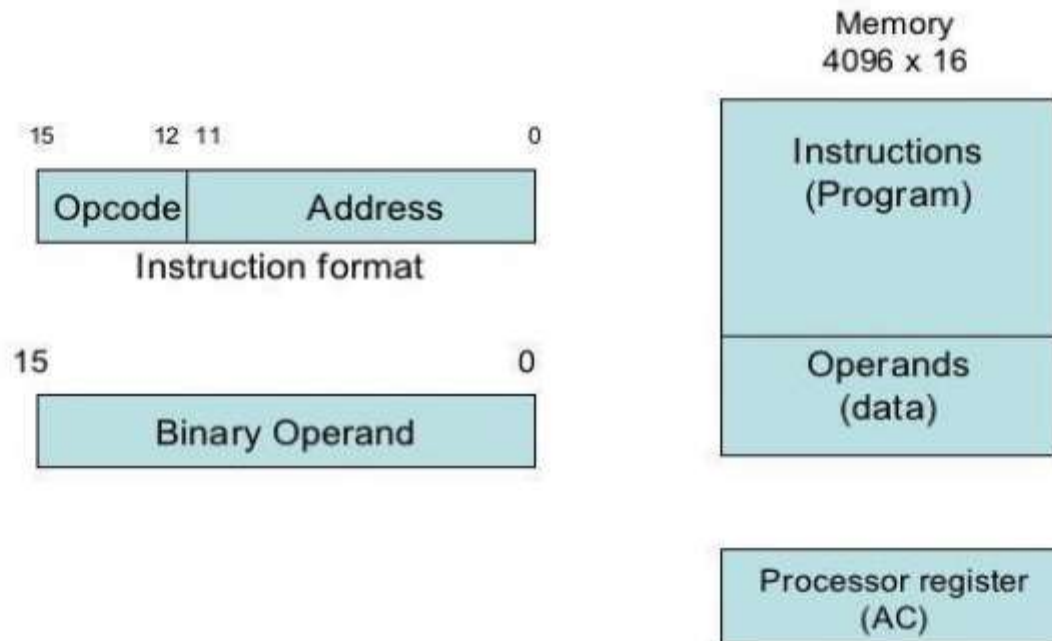 Memory
4096 x 16
15 12 11 0
Opcode Address
Instruction format
15 0
Binary Operand
Instructions
(Program)
Operands
(data)
Processor register
(AC)